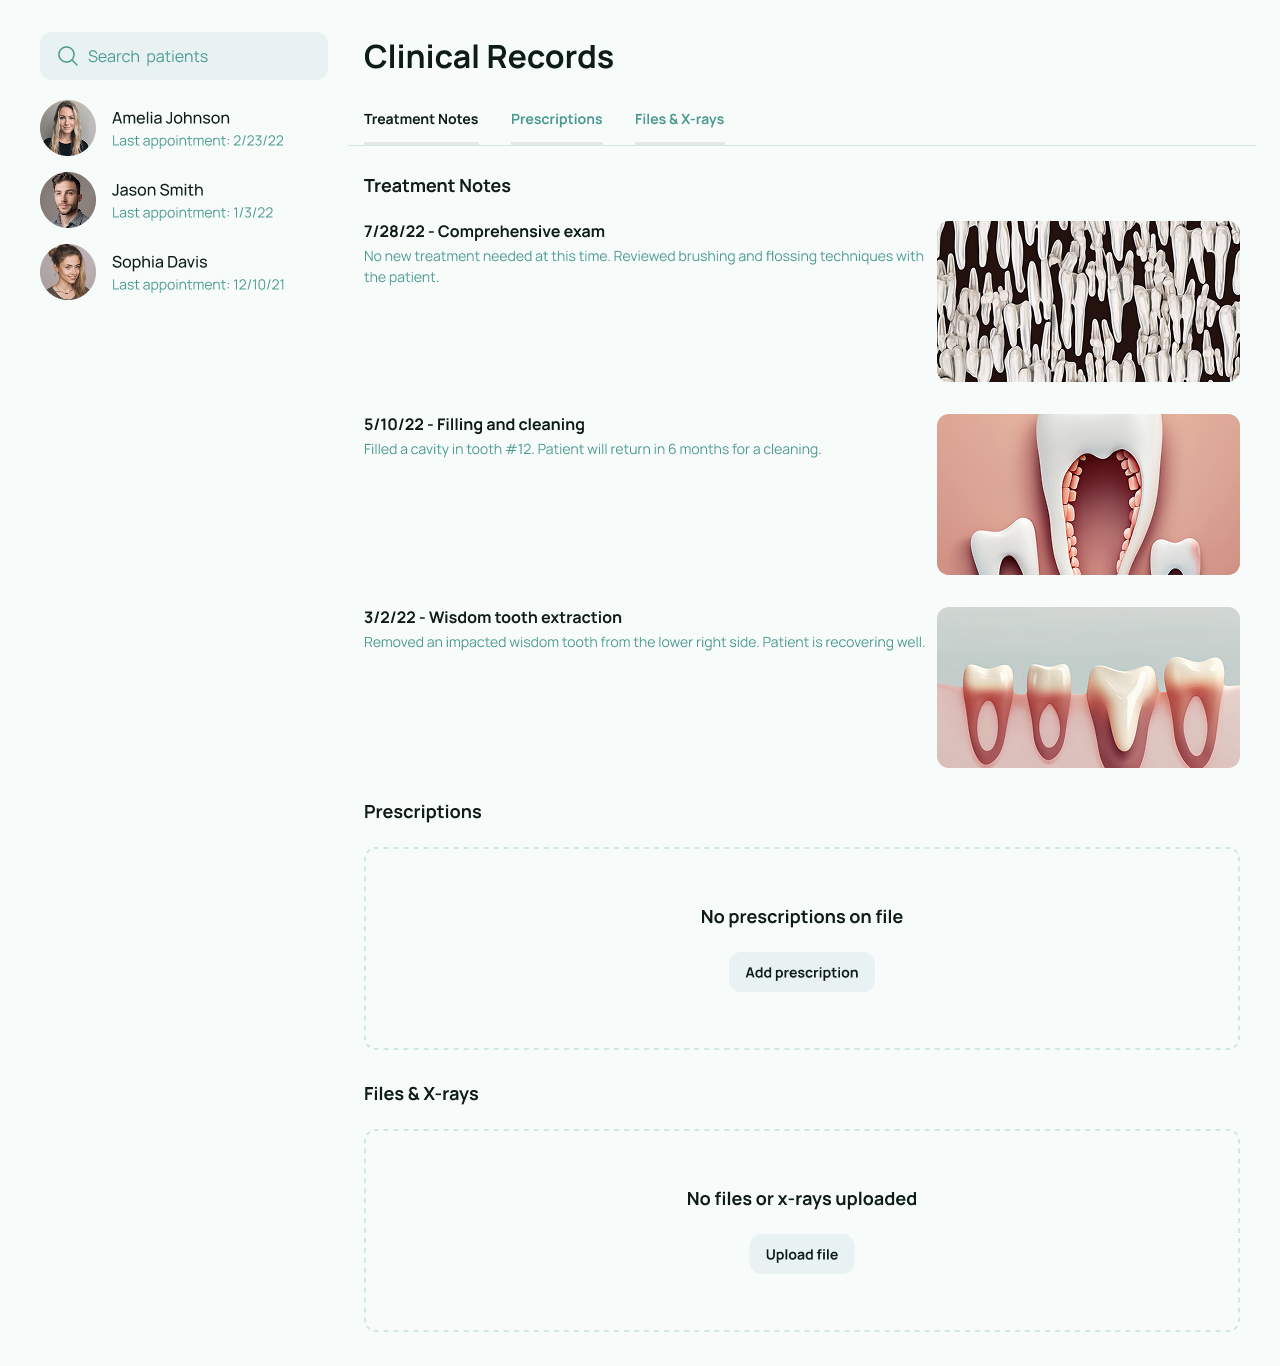 Search patients
Amelia Johnson
Last appointment: 2/23/22
Jason Smith
Last appointment: 1/3/22
Sophia Davis
Last appointment: 12/10/21
Clinical Records
Treatment Notes
Prescriptions
Files & X-rays
Treatment Notes
7/28/22 - Comprehensive exam
No new treatment needed at this time. Reviewed brushing and flossing techniques with
the patient.
5/10/22 - Filling and cleaning
Filled a cavity in tooth #12. Patient will return in 6 months for a cleaning.
3/2/22 - Wisdom tooth extraction
Removed an impacted wisdom tooth from the lower right side. Patient is recovering well.
Prescriptions
No prescriptions on file
Add prescription
Files & X-rays
No files or x-rays uploaded
Upload file